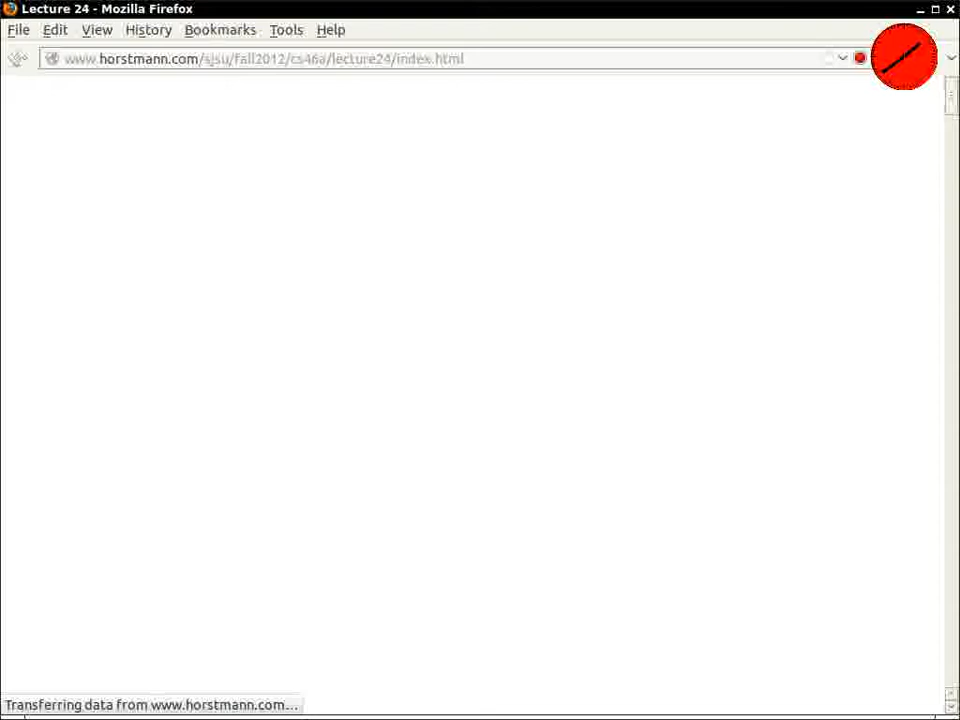 Lecture 24 - Mozilla Firefox
File Edit View History Bookmarks Tools Help
www.horstmann.com/sjsu/fall2012/cs46a/lecture24/index.html
Transferring data from www.horstmann.com...